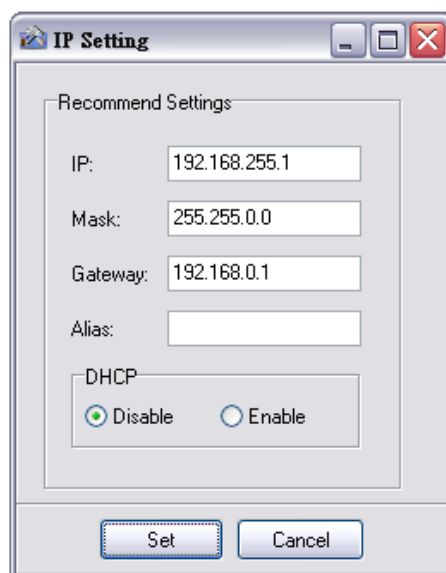 IP Setting
Recommend Settings
IP: 192.168.255.1
Mask: 255.255.0.0
Gateway: 192.168.0.1
Alias:
DHCP
Disable Enable
Set Cancel